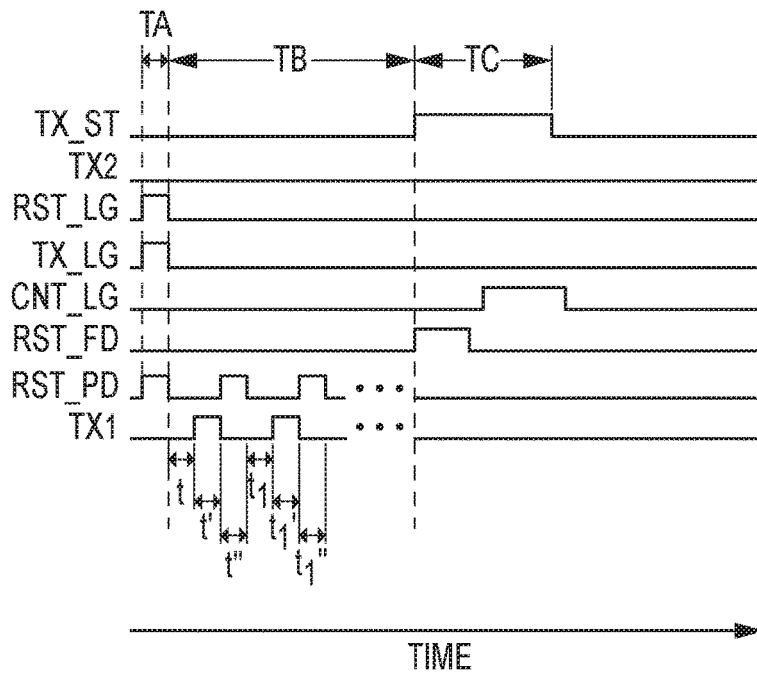 TA
TB
TC
TX_ST
TX2
RST_LG
TX_LG
CNT_LG
RST_FD
RST_PD
TX1
t
t'
t"
t1
t1'
t1"
TIME